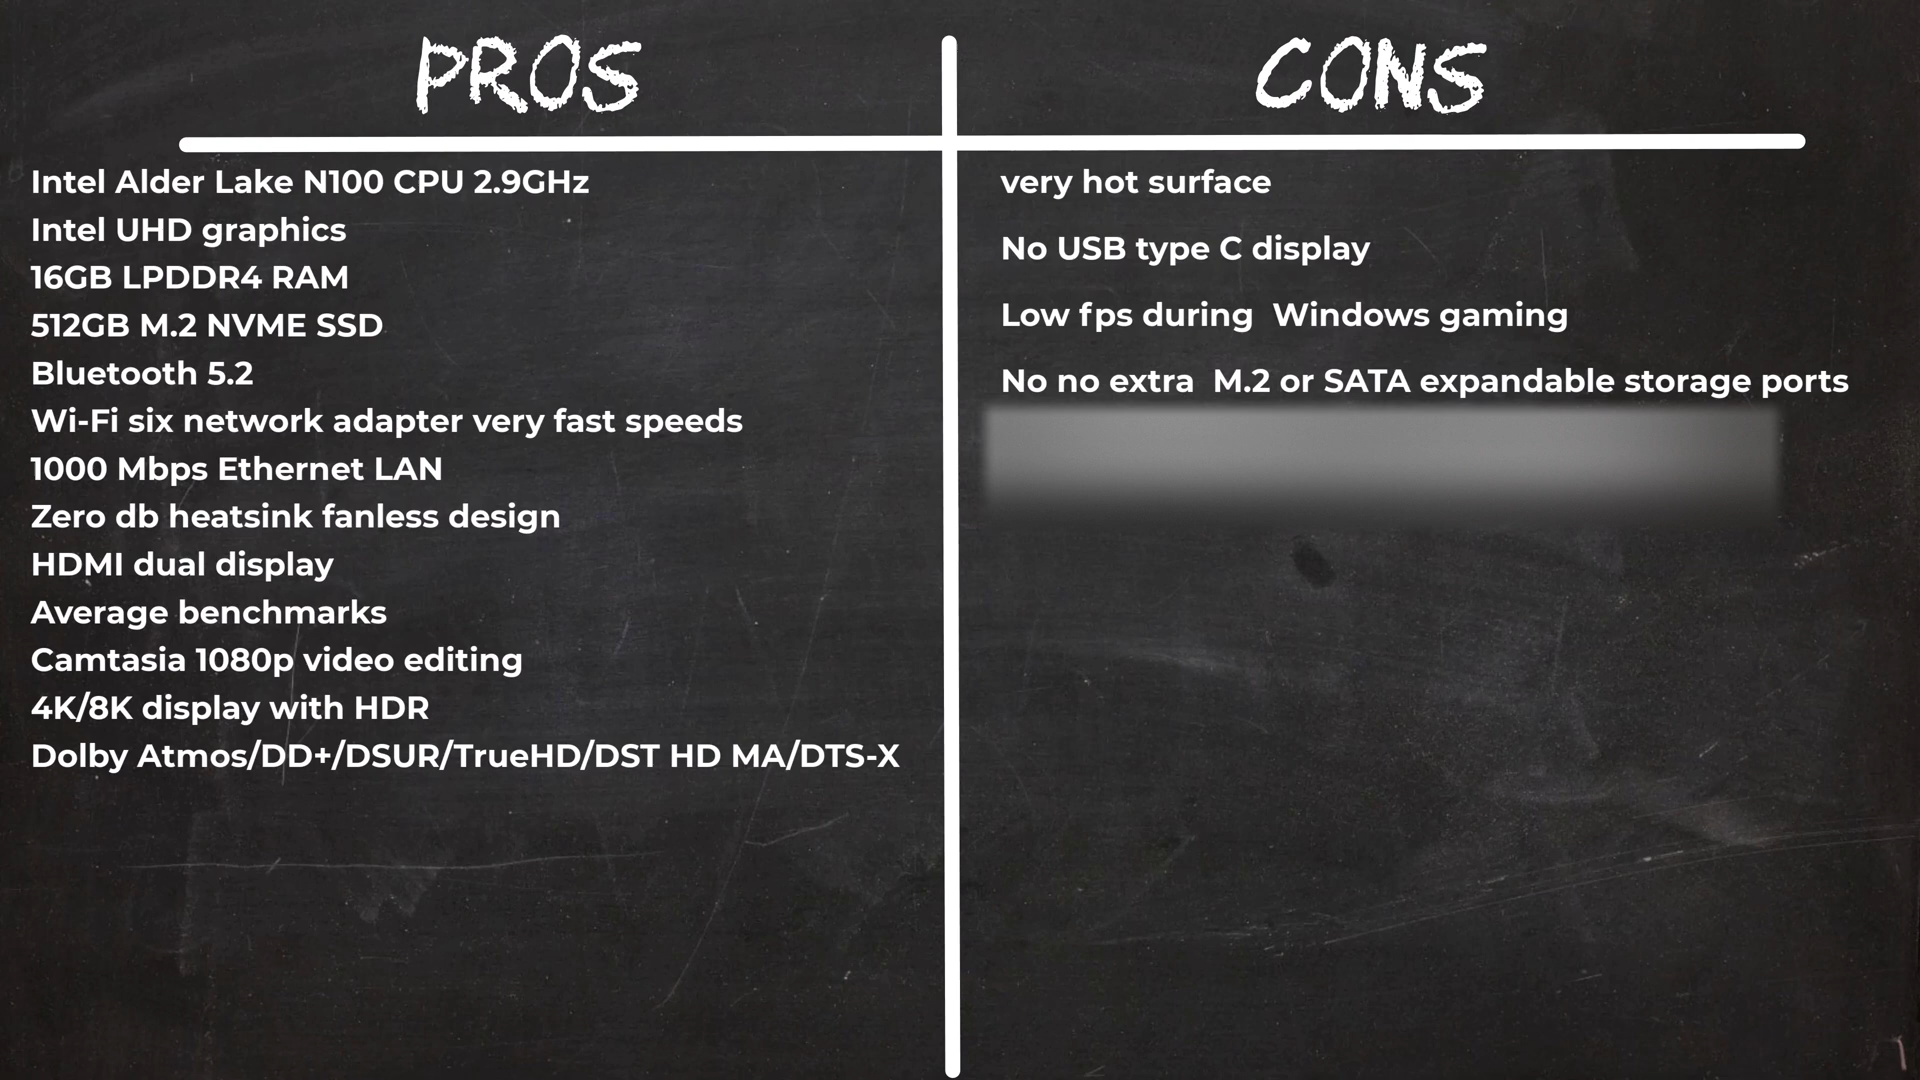 PROS
Intel Alder Lake N100 CPU 2.9GHz
Intel UHD graphics
16GB LPDDR4 RAM
512GB M.2 NVME SSD
Bluetooth 5.2
Wi-Fi six network adapter very fast speeds
1000 Mbps Ethernet LAN
Zero db heatsink fanless design
HDMI dual display
Average benchmarks
Camtasia 1080p video editing
4K/8K display with HDR
Dolby Atmos/DD+/DSUR/TrueHD/DST HD MA/DTS-X
CONS
very hot surface
No USB type C display
Low fps during  Windows gaming
No no extra  M.2 or SATA expandable storage ports